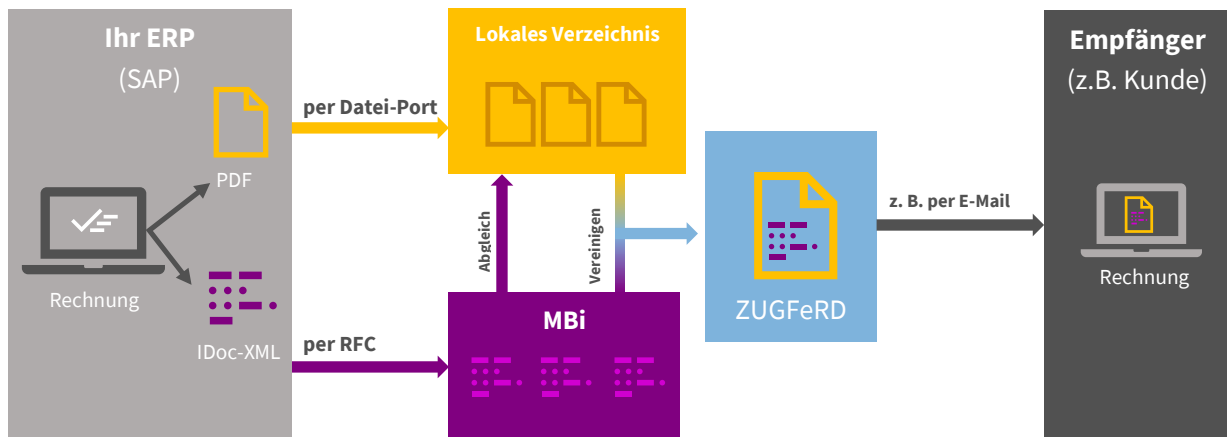 Ihr ERP
(SAP)
PDF
Rechnung
IDoc-XML
per Datei-Port
per RFC
Lokales Verzeichnis
Abgleich
Vereinigen
MBi
ZUGFeRD
z. B. per E-Mail
Empfänger
(z.B. Kunde)
Rechnung